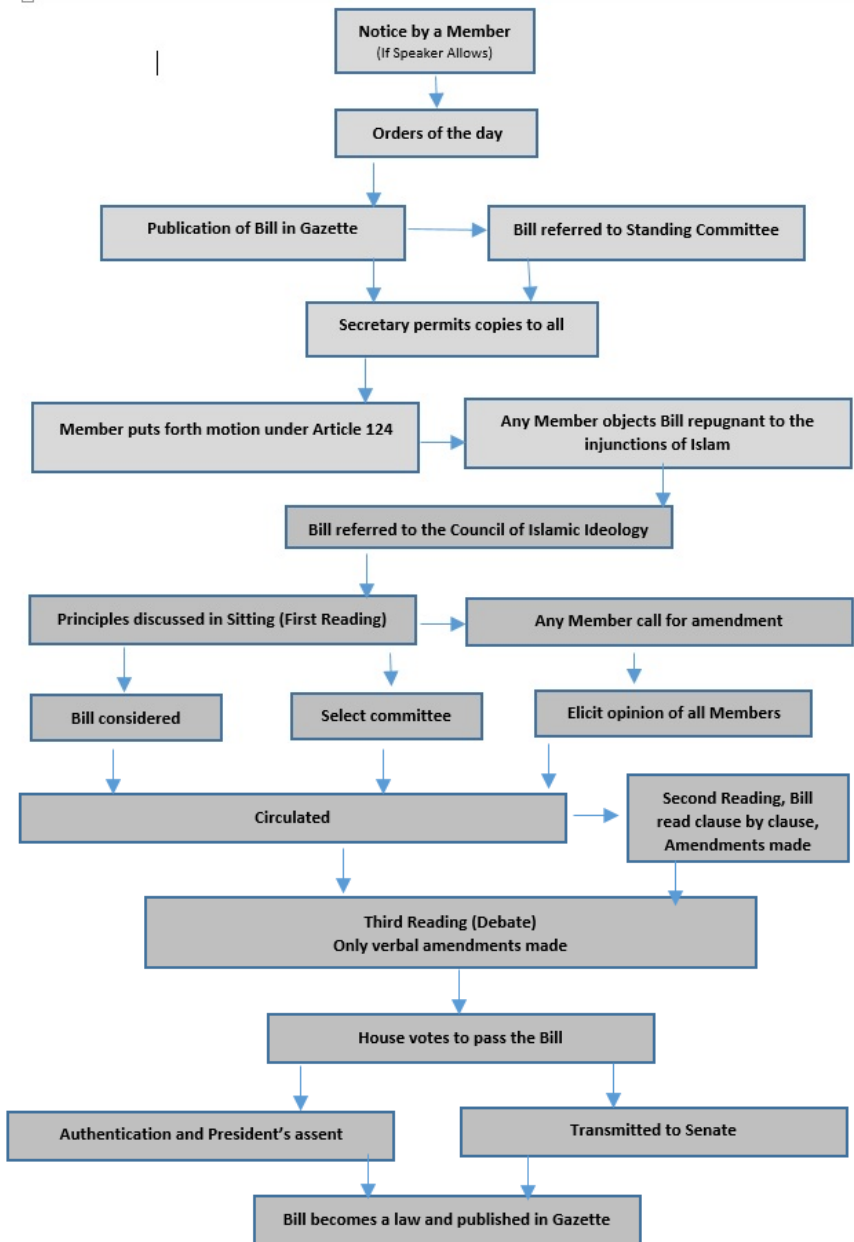 Notice by a Member
(If Speaker Allows)
Orders of the day
Publication of Bill in Gazette
Bill referred to Standing Committee
Secretary permits copies to all
Member puts forth motion under Article 124
Any Member objects Bill repugnant to the
injunctions of Islam
Bill referred to the Council of Islamic Ideology
Principles discussed in Sitting (First Reading)
Any Member call for amendment
Bill considered
Select committee
Elicit opinion of all Members
Circulated
Second Reading, Bill
read clause by clause,
Amendments made
Third Reading (Debate)
Only verbal amendments made
House votes to pass the Bill
Authentication and President’s assent
Transmitted to Senate
Bill becomes a law and published in Gazette